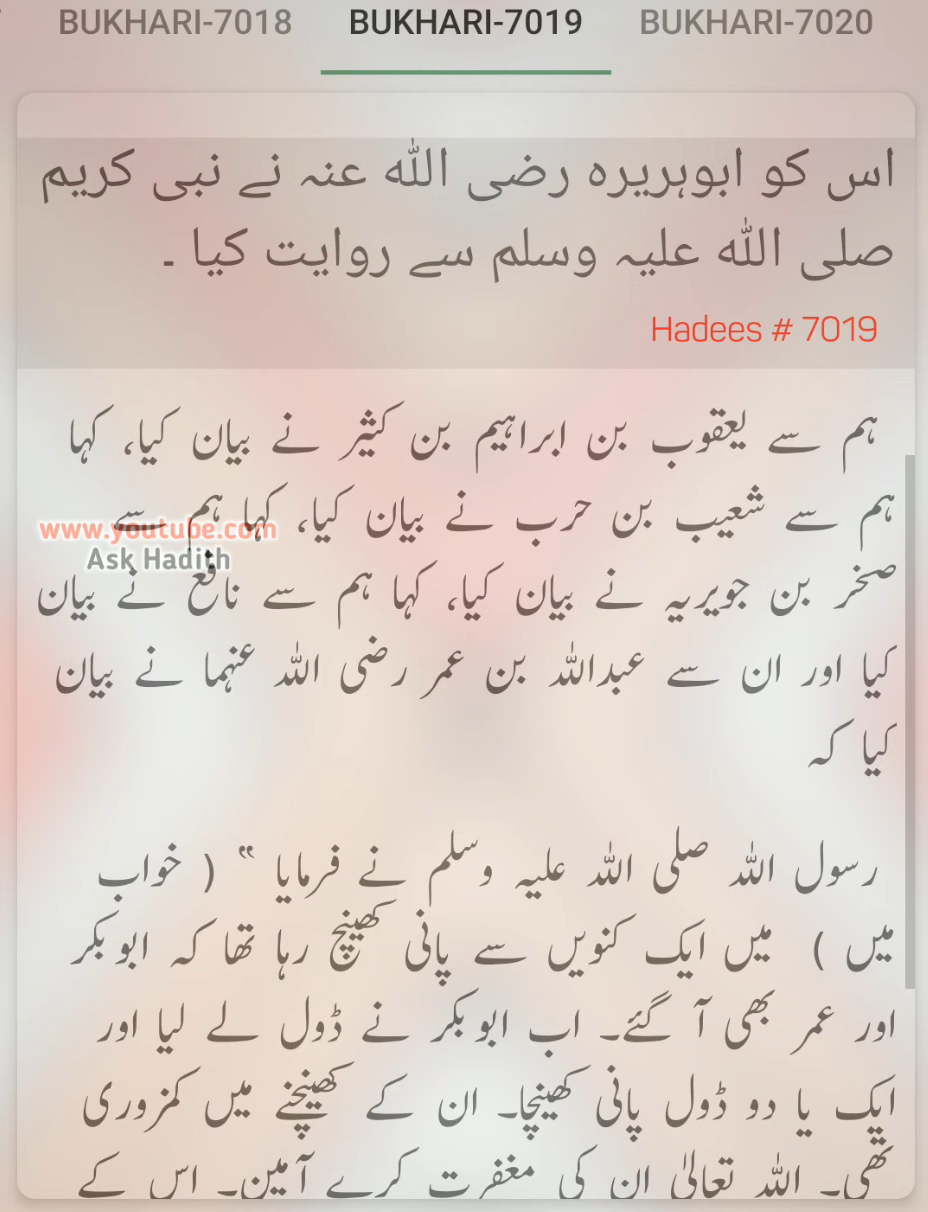 BUKHARI-7018 BUKHARI-7019 BUKHARI-7020
اس کو ابوہریرہ رضی اللہ عنہ نے نبی کریم
صلی اللہ علیہ وسلم سے روایت کیا ۔
Hadees # 7019
ہم سے یعقوب بن ابراہیم بن کثیر نے بیان کیا، کہا
ہم سے شعیب بن حرب نے بیان کیا، کہا ہم سے
www.youtube.com
Ask Hadith
صخر بن جویریہ نے بیان کیا، کہا ہم سے نافع نے بیان
کیا اور ان سے عبداللہ بن عمر رضی اللہ عنہما نے بیان
کیا کہ
رسول اللہ صلی اللہ علیہ وسلم نے فرمایا ” ( خواب
میں ) میں ایک کنویں سے پانی کھینچ رہا تھا کہ ابوبکر
اور عمر بھی آ گئے۔ اب ابوبکر نے ڈول لے لیا اور
ایک یا دو ڈول پانی کھینچا۔ ان کے کھینچنے میں کمزوری
تھی۔ اللہ تعالیٰ ان کی مغفرت کرے آمین۔ اس کے